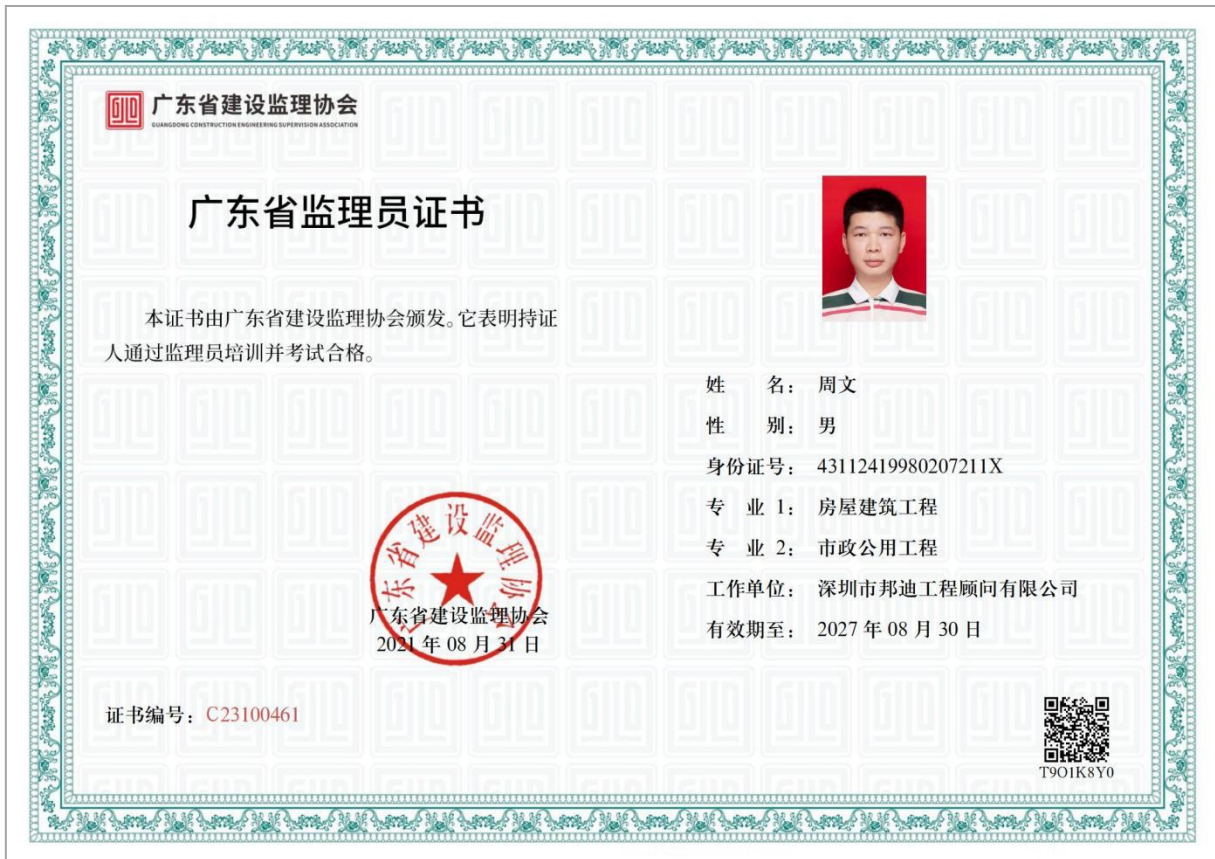 广东省建设监理协会
GUANGDONG CONSTRUCTION ENGINEERING SUPERVISION ASSOCIATION
广东省监理员证书
本证书由广东省建设监理协会颁发。它表明持证
人通过监理员培训并考试合格。
姓 名： 周文
性 别： 男
身份证号： 43112419980207211X
专 业 1： 房屋建筑工程
专 业 2： 市政公用工程
工作单位： 深圳市邦迪工程顾问有限公司
有效期至： 2027 年 08 月 30 日
广东省建设监理协会
广东省建设监理协会
2021 年 08 月 31 日
证书编号：C23100461
T9O1K8Y0